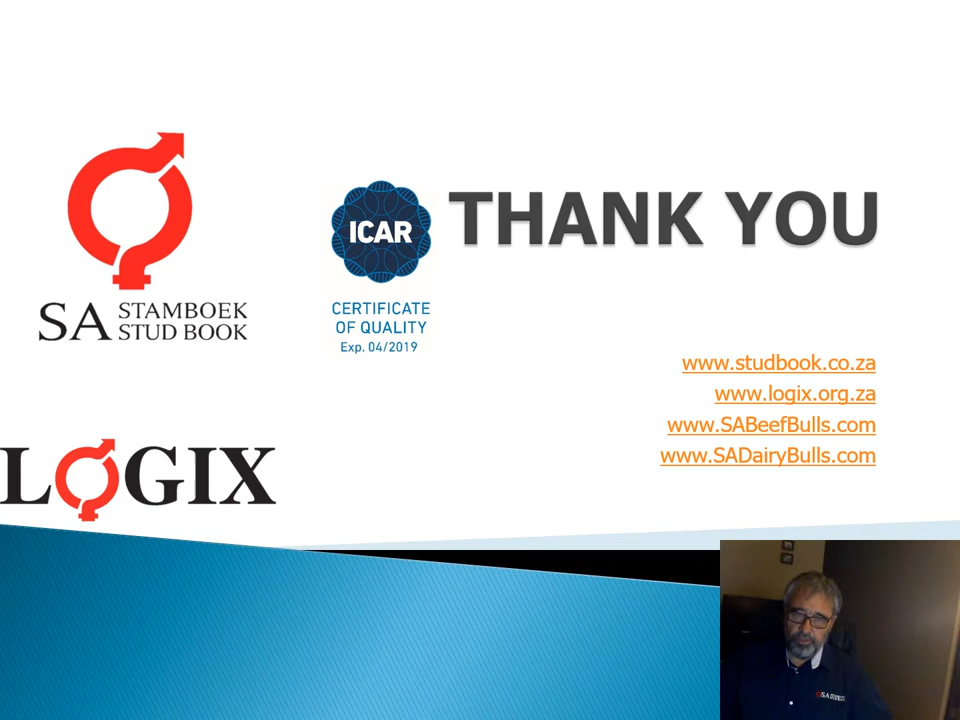 THANK YOU
ICAR
CERTIFICATE
OF QUALITY
Exp. 04/2019
SA STAMBOEK
STUD BOOK
www.studbook.co.za
www.logix.org.za
www.SABeefBulls.com
www.SADairyBulls.com
LOGIX
SA